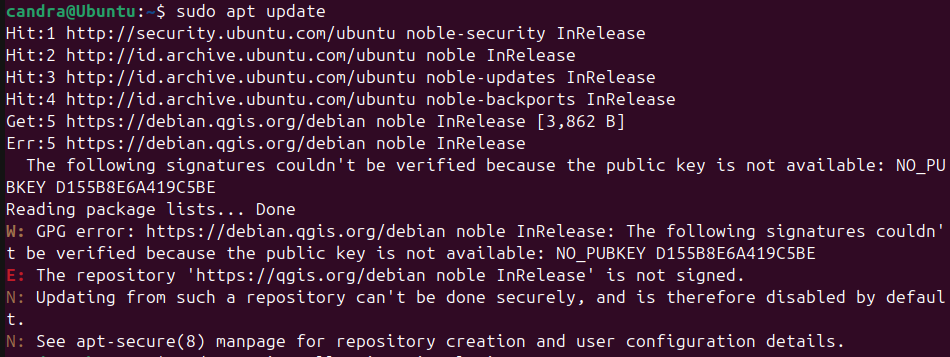 candra@Ubuntu:~$ sudo apt update
Hit:1 http://security.ubuntu.com/ubuntu noble-security InRelease
Hit:2 http://id.archive.ubuntu.com/ubuntu noble InRelease
Hit:3 http://id.archive.ubuntu.com/ubuntu noble-updates InRelease
Hit:4 http://id.archive.ubuntu.com/ubuntu noble-backports InRelease
Get:5 https://debian.qgis.org/debian noble InRelease [3,862 B]
Err:5 https://debian.qgis.org/debian noble InRelease
  The following signatures couldn't be verified because the public key is not available: NO_PU
BKEY D155B8E6A419C5BE
Reading package lists... Done
W: GPG error: https://debian.qgis.org/debian noble InRelease: The following signatures couldn'
t be verified because the public key is not available: NO_PUBKEY D155B8E6A419C5BE
E: The repository 'https://qgis.org/debian noble InRelease' is not signed.
N: Updating from such a repository can't be done securely, and is therefore disabled by defaul
t.
N: See apt-secure(8) manpage for repository creation and user configuration details.